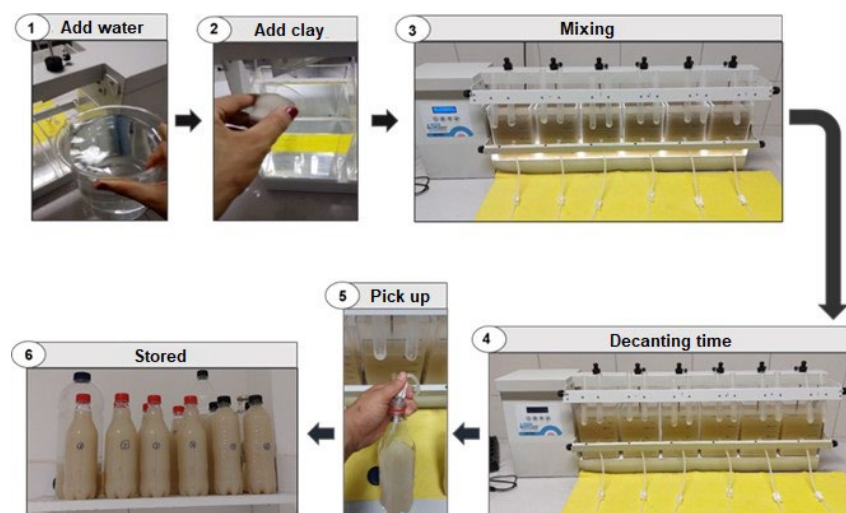 1 Add water
2 Add clay
3 Mixing
4 Decanting time
5 Pick up
6 Stored